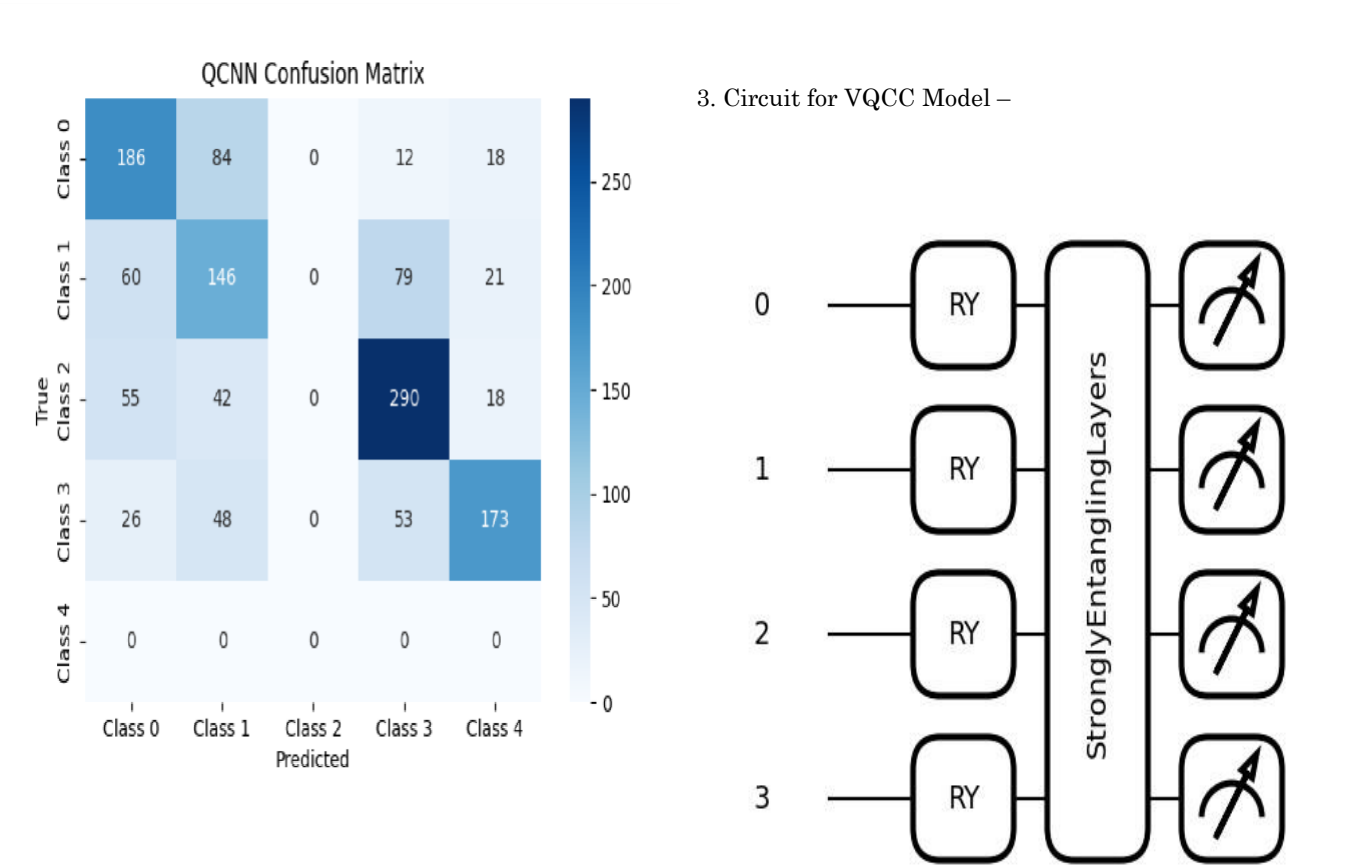 QCNN Confusion Matrix
True
Class 0
186 84 0 12 18
Class 1
60 146 0 79 21
Class 2
55 42 0 290 18
Class 3
26 48 0 53 173
Class 4
0 0 0 0 0
Class 0 Class 1 Class 2 Class 3 Class 4
Predicted
250
200
150
100
50
0
3. Circuit for VQCC Model –
0 RY
1 RY
2 RY
3 RY
StronglyEntanglingLayers